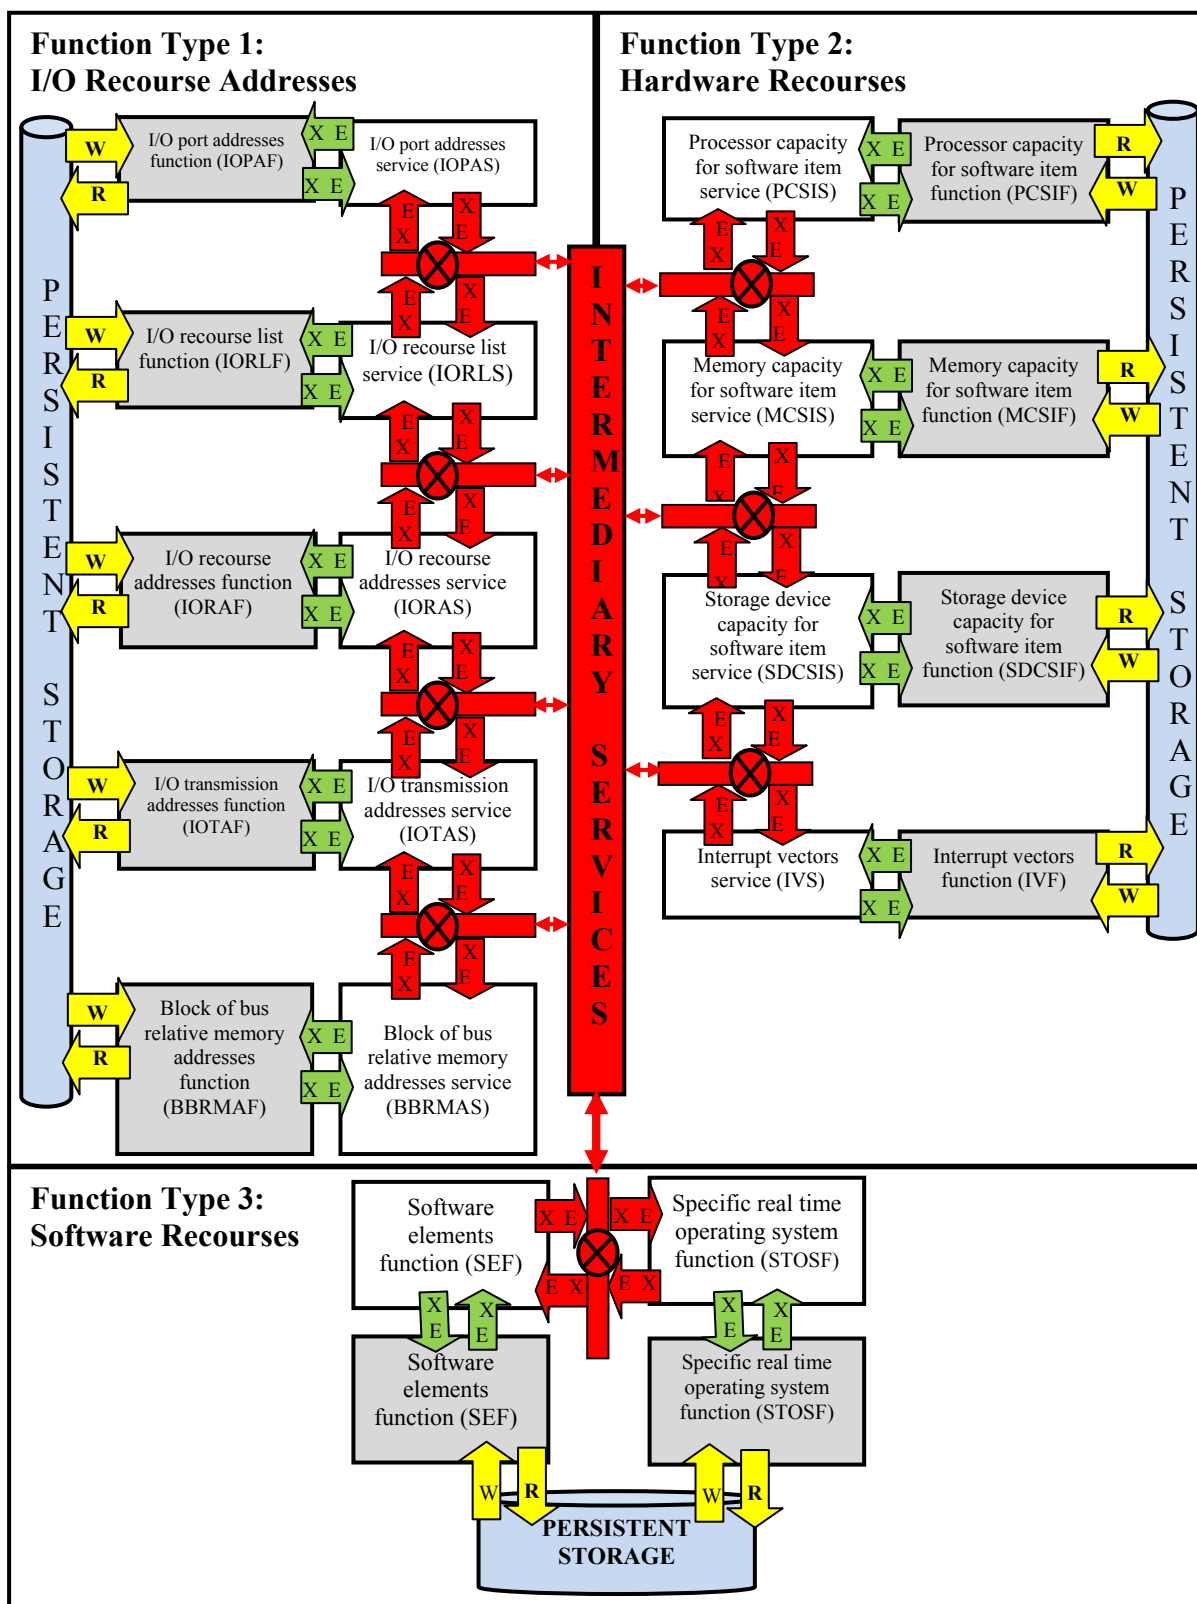 Function Type 1:
I/O Recourse Addresses
Function Type 2:
Hardware Recourses
PERSISTENT STORAGE
W
R
I/O port addresses
function (IOPAF)
X E
X E
I/O port addresses
service (IOPAS)
E
X
X
E
E
X
X
E
W
R
I/O recourse list
function (IORLF)
X E
X E
I/O recourse list
service (IORLS)
E
X
X
E
E
X
X
E
W
R
I/O recourse
addresses function
(IORAF)
X E
X E
I/O recourse
addresses service
(IORAS)
E
X
X
E
E
X
X
E
W
R
I/O transmission
addresses function
(IOTAF)
X E
X E
I/O transmission
addresses service
(IOTAS)
E
X
X
E
E
X
X
E
W
R
Block of bus
relative memory
addresses
function
(BBRMAF)
X E
X E
Block of bus
relative memory
addresses service
(BBRMAS)
INTERMEDIARY SERVICES
Processor capacity
for software item
service (PCSIS)
X E
X E
Processor capacity
for software item
function (PCSIF)
R
W
E
X
X
E
E
X
X
E
Memory capacity
for software item
service (MCSIS)
X E
X E
Memory capacity
for software item
function (MCSIF)
R
W
E
X
X
E
E
X
X
E
Storage device
capacity for
software item
service (SDCSIS)
X E
X E
Storage device
capacity for
software item
function (SDCSIF)
R
W
E
X
X
E
E
X
X
E
Interrupt vectors
service (IVS)
X E
X E
Interrupt vectors
function (IVF)
R
W
PERSISTENT STORAGE
Function Type 3:
Software Recourses
Software
elements
function (SEF)
X E
E X
X E
E X
Specific real time
operating system
function (STOSF)
X
E
X
E
X
E
X
E
Software
elements
function (SEF)
Specific real time
operating system
function (STOSF)
W
R
W
R
PERSISTENT
STORAGE